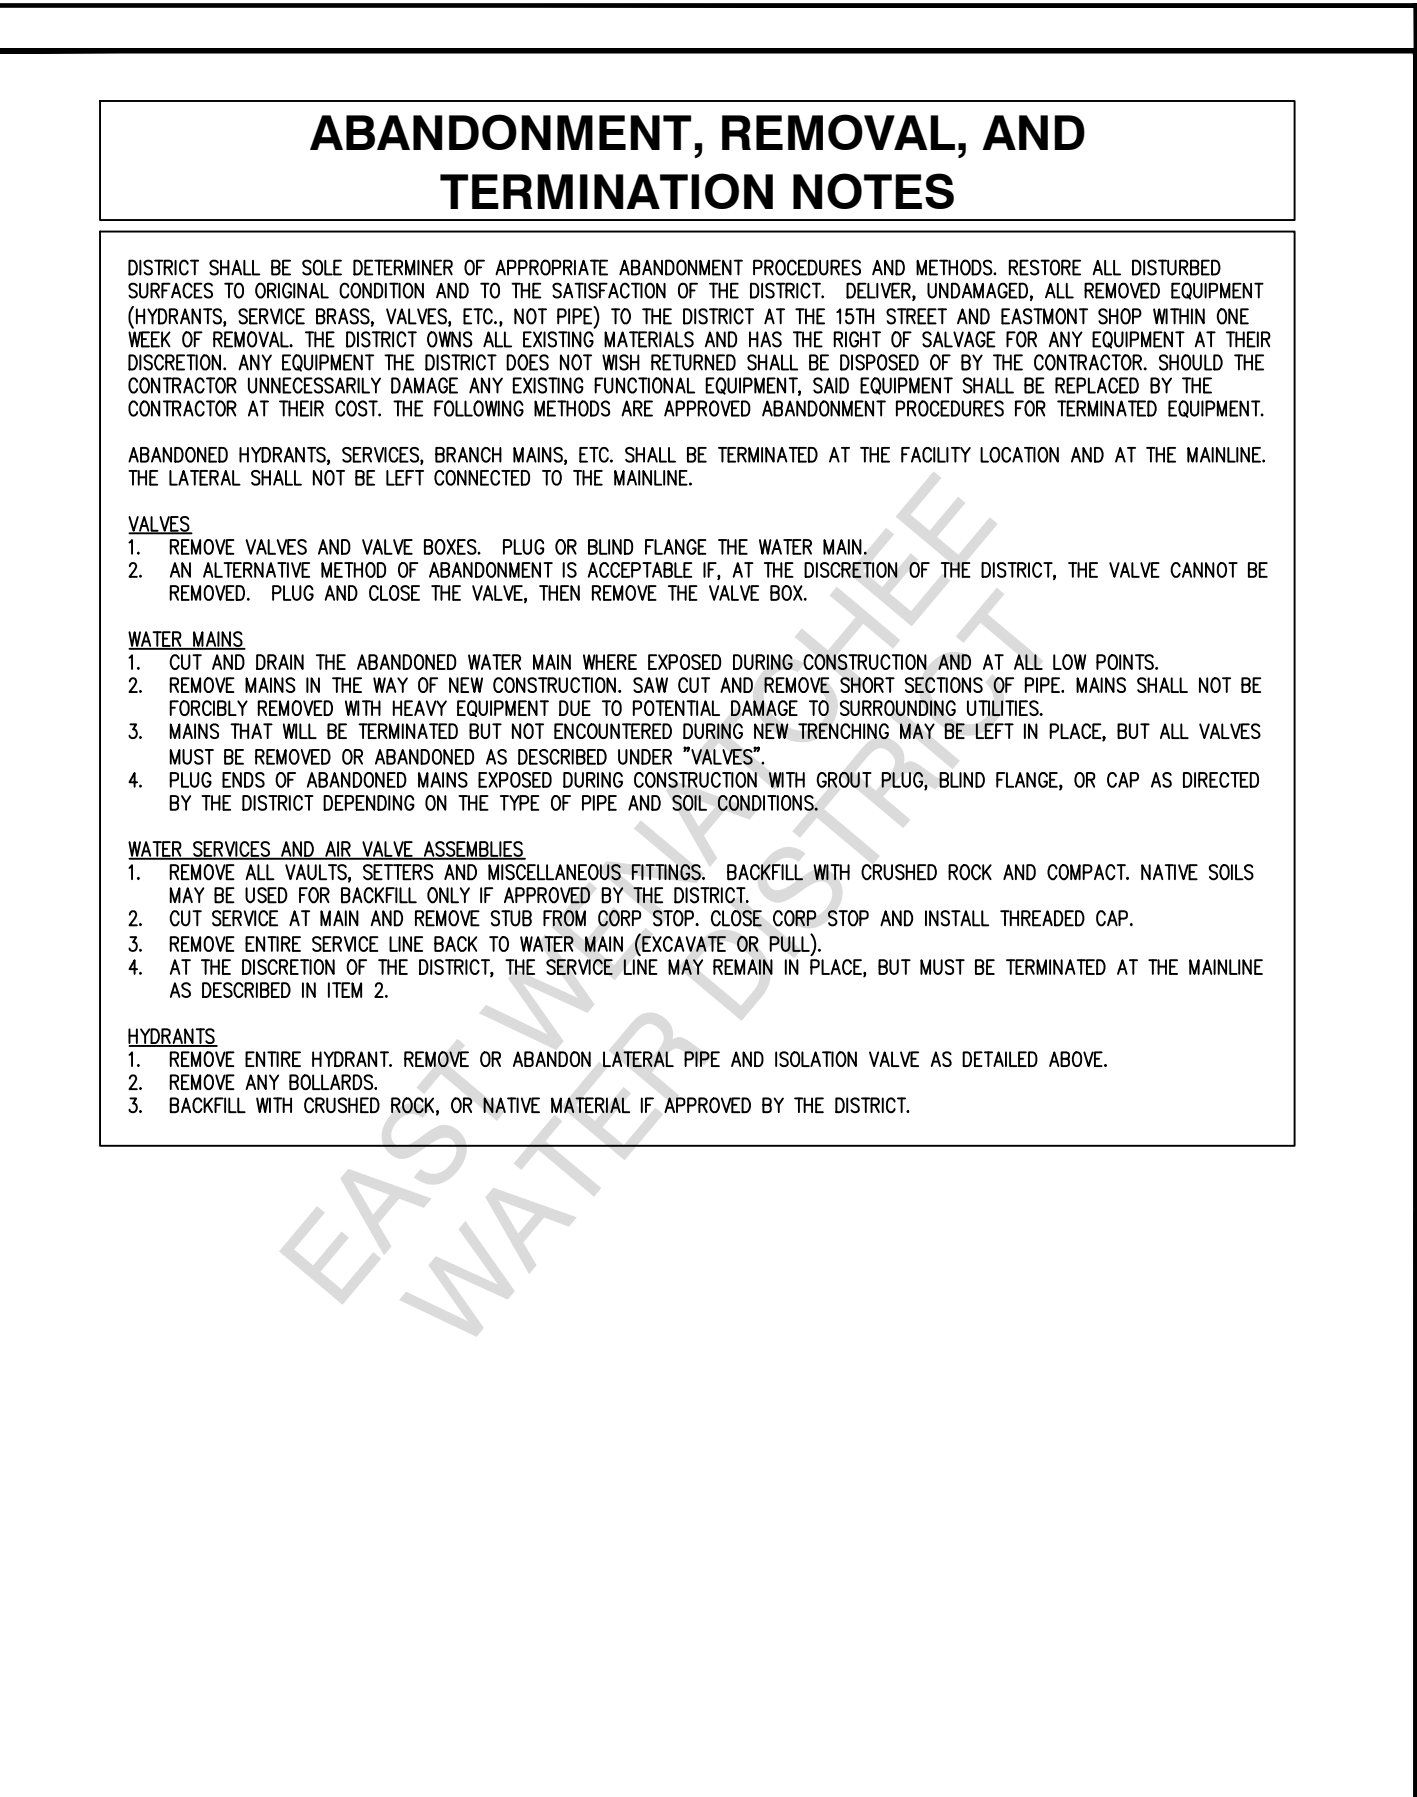 ABANDONMENT, REMOVAL, AND
TERMINATION NOTES
DISTRICT SHALL BE SOLE DETERMINER OF APPROPRIATE ABANDONMENT PROCEDURES AND METHODS. RESTORE ALL DISTURBED
SURFACES TO ORIGINAL CONDITION AND TO THE SATISFACTION OF THE DISTRICT. DELIVER, UNDAMAGED, ALL REMOVED EQUIPMENT
(HYDRANTS, SERVICE BRASS, VALVES, ETC., NOT PIPE) TO THE DISTRICT AT THE 15TH STREET AND EASTMONT SHOP WITHIN ONE
WEEK OF REMOVAL. THE DISTRICT OWNS ALL EXISTING MATERIALS AND HAS THE RIGHT OF SALVAGE FOR ANY EQUIPMENT AT THEIR
DISCRETION. ANY EQUIPMENT THE DISTRICT DOES NOT WISH RETURNED SHALL BE DISPOSED OF BY THE CONTRACTOR. SHOULD THE
CONTRACTOR UNNECESSARILY DAMAGE ANY EXISTING FUNCTIONAL EQUIPMENT, SAID EQUIPMENT SHALL BE REPLACED BY THE
CONTRACTOR AT THEIR COST. THE FOLLOWING METHODS ARE APPROVED ABANDONMENT PROCEDURES FOR TERMINATED EQUIPMENT.
ABANDONED HYDRANTS, SERVICES, BRANCH MAINS, ETC. SHALL BE TERMINATED AT THE FACILITY LOCATION AND AT THE MAINLINE.
THE LATERAL SHALL NOT BE LEFT CONNECTED TO THE MAINLINE.
VALVES
1. REMOVE VALVES AND VALVE BOXES. PLUG OR BLIND FLANGE THE WATER MAIN.
2. AN ALTERNATIVE METHOD OF ABANDONMENT IS ACCEPTABLE IF, AT THE DISCRETION OF THE DISTRICT, THE VALVE CANNOT BE
REMOVED. PLUG AND CLOSE THE VALVE, THEN REMOVE THE VALVE BOX.
WATER MAINS
1. CUT AND DRAIN THE ABANDONED WATER MAIN WHERE EXPOSED DURING CONSTRUCTION AND AT ALL LOW POINTS.
2. REMOVE MAINS IN THE WAY OF NEW CONSTRUCTION. SAW CUT AND REMOVE SHORT SECTIONS OF PIPE. MAINS SHALL NOT BE
FORCIBLY REMOVED WITH HEAVY EQUIPMENT DUE TO POTENTIAL DAMAGE TO SURROUNDING UTILITIES.
3. MAINS THAT WILL BE TERMINATED BUT NOT ENCOUNTERED DURING NEW TRENCHING MAY BE LEFT IN PLACE, BUT ALL VALVES
MUST BE REMOVED OR ABANDONED AS DESCRIBED UNDER "VALVES".
4. PLUG ENDS OF ABANDONED MAINS EXPOSED DURING CONSTRUCTION WITH GROUT PLUG, BLIND FLANGE, OR CAP AS DIRECTED
BY THE DISTRICT DEPENDING ON THE TYPE OF PIPE AND SOIL CONDITIONS.
WATER SERVICES AND AIR VALVE ASSEMBLIES
1. REMOVE ALL VAULTS, SETTERS AND MISCELLANEOUS FITTINGS. BACKFILL WITH CRUSHED ROCK AND COMPACT. NATIVE SOILS
MAY BE USED FOR BACKFILL ONLY IF APPROVED BY THE DISTRICT.
2. CUT SERVICE AT MAIN AND REMOVE STUB FROM CORP STOP. CLOSE CORP STOP AND INSTALL THREADED CAP.
3. REMOVE ENTIRE SERVICE LINE BACK TO WATER MAIN (EXCAVATE OR PULL).
4. AT THE DISCRETION OF THE DISTRICT, THE SERVICE LINE MAY REMAIN IN PLACE, BUT MUST BE TERMINATED AT THE MAINLINE
AS DESCRIBED IN ITEM 2.
HYDRANTS
1. REMOVE ENTIRE HYDRANT. REMOVE OR ABANDON LATERAL PIPE AND ISOLATION VALVE AS DETAILED ABOVE.
2. REMOVE ANY BOLLARDS.
3. BACKFILL WITH CRUSHED ROCK, OR NATIVE MATERIAL IF APPROVED BY THE DISTRICT.
EAST WENATCHEE
WATER DISTRICT